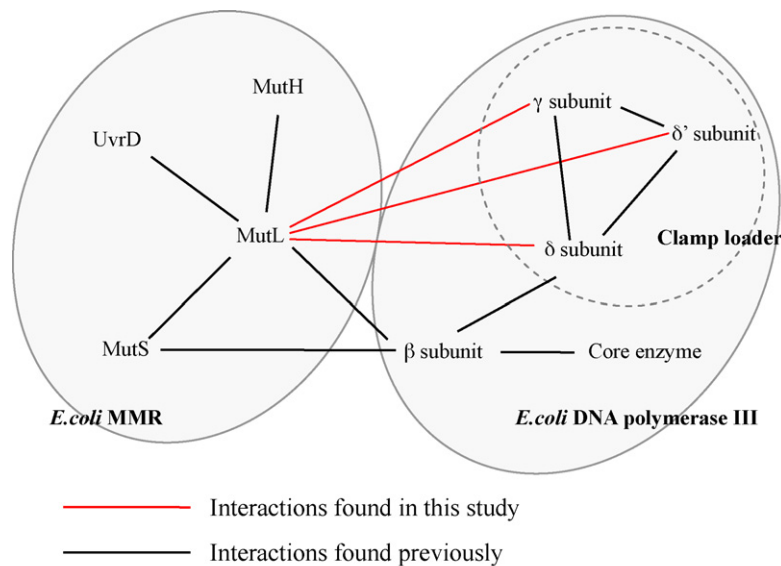 MutH
γ subunit
UvrD
δ’ subunit
MutL
δ subunit
Clamp loader
MutS
β subunit
Core enzyme
E.coli MMR
E.coli DNA polymerase III
Interactions found in this study
Interactions found previously